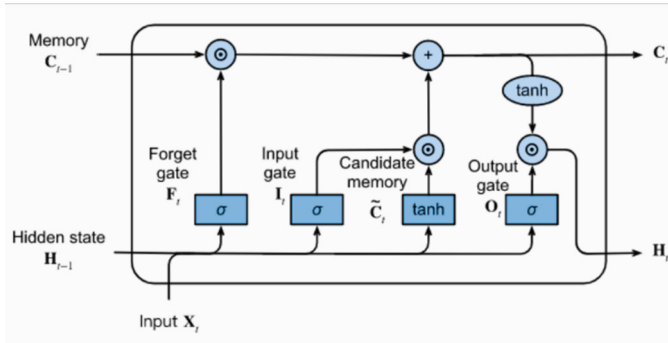 Memory
C_{t−1}
+
C_t
tanh
Forget
gate
F_t
Input
gate
I_t
Candidate
memory
C̃_t
Output
gate
O_t
σ
σ
tanh
σ
Hidden state
H_{t−1}
H_t
Input X_t